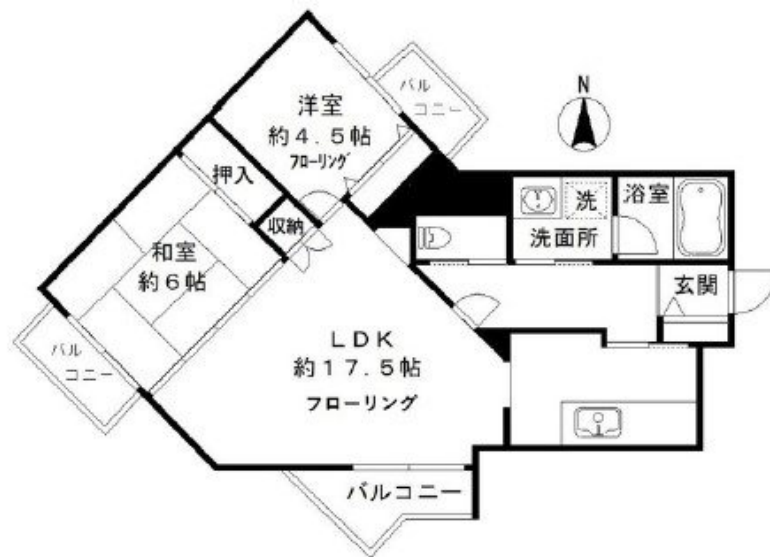 バル
コニー
N
洋室
約4.5帖
フローリング
押入
洗
浴室
収納
洗面所
和室
約6帖
玄関
LDK
約17.5帖
フローリング
バル
コニー
バルコニー